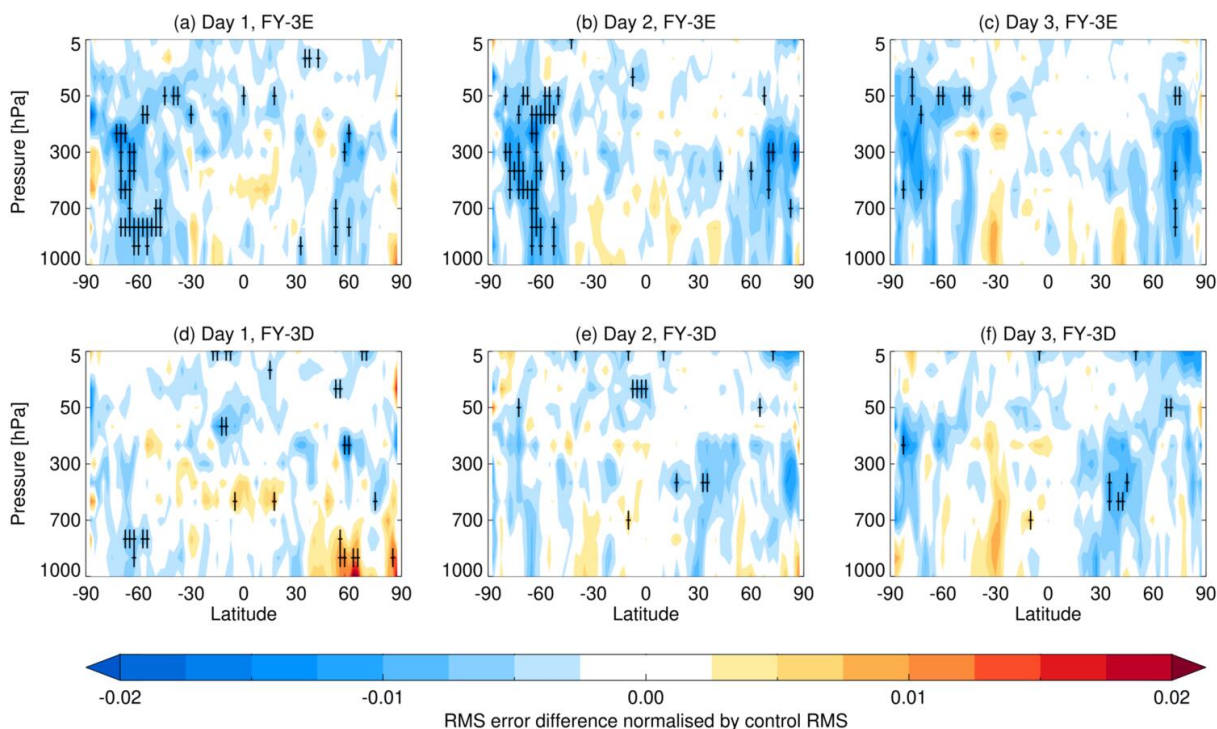 (a) Day 1, FY-3E
(b) Day 2, FY-3E
(c) Day 3, FY-3E
Pressure [hPa]
5
50
300
700
1000
-90 -60 -30 0 30 60 90
5
50
300
700
1000
-90 -60 -30 0 30 60 90
5
50
300
700
1000
-90 -60 -30 0 30 60 90
(d) Day 1, FY-3D
(e) Day 2, FY-3D
(f) Day 3, FY-3D
Pressure [hPa]
5
50
300
700
1000
-90 -60 -30 0 30 60 90
Latitude
5
50
300
700
1000
-90 -60 -30 0 30 60 90
Latitude
5
50
300
700
1000
-90 -60 -30 0 30 60 90
Latitude
-0.02 -0.01 0.00 0.01 0.02
RMS error difference normalised by control RMS